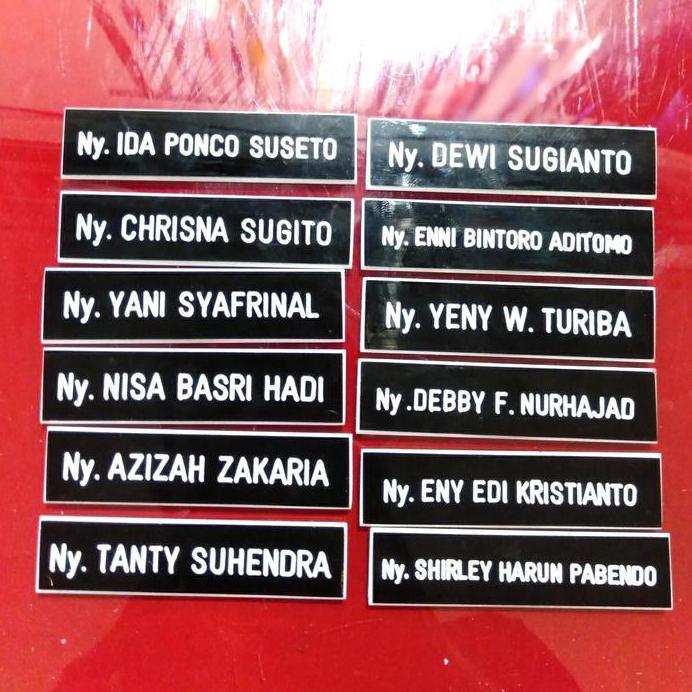 Ny. IDA PONCO SUSETO
Ny. DEWI SUGIANTO
Ny. CHRISNA SUGITO
Ny. ENNI BINTORO ADITOMO
Ny. YANI SYAFRINAL
Ny. YENY W. TURIBA
Ny. NISA BASRI HADI
Ny .DEBBY F. NURHAJAD
Ny. AZIZAH ZAKARIA
Ny. ENY EDI KRISTIANTO
Ny. TANTY SUHENDRA
Ny. SHIRLEY HARUN PABENDO